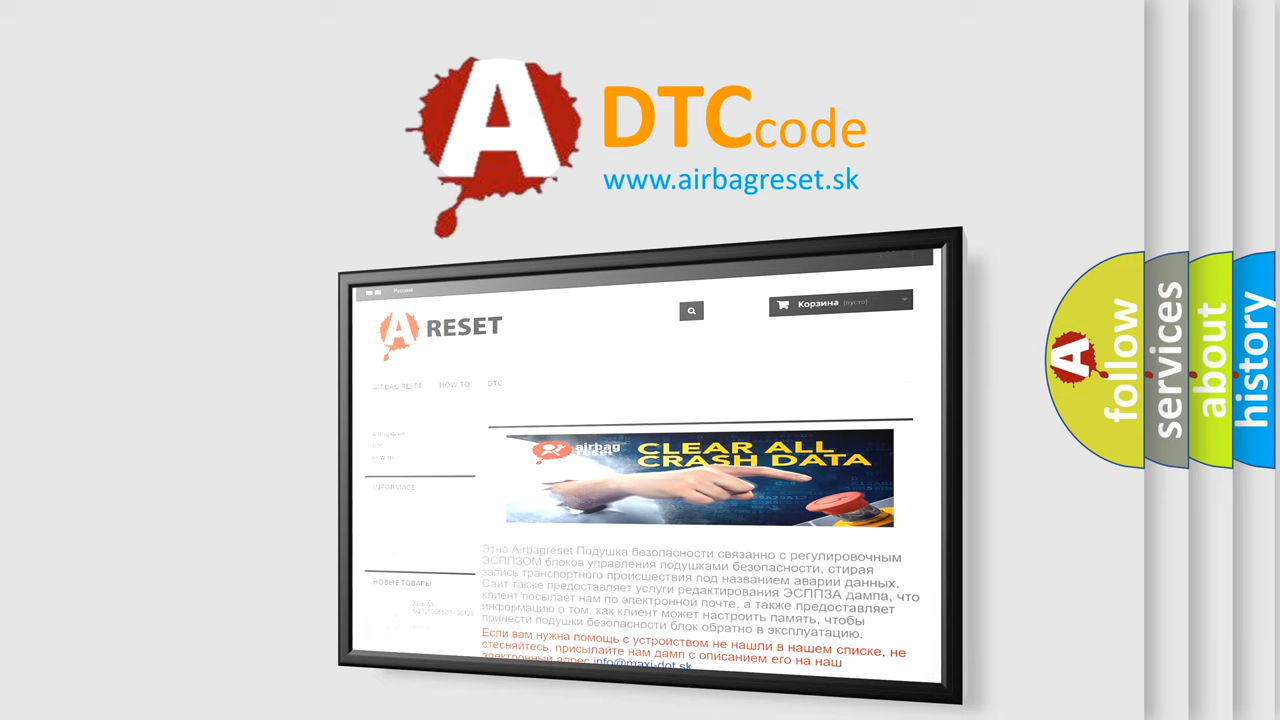 A DTCcode
www.airbagreset.sk
Русский
A RESET
Корзина (пусто)
AIRBAG RESET HOW TO DTC
Airbag Reset
INFORMACE
airbag
reset
CLEAR ALL
CRASH DATA
НОВЫЕ ТОВАРЫ
Этно Airbagreset Подушка безопасности связанно с регулировочным
ЭСППЗОМ блоков управления подушками безопасности, стирая
запись транспортного происшествия под названием аварии данных.
Сайт также предоставляет услуги редактирования ЭСППЗА дампа, что
клиент посылает нам по электронной почте, а также предоставляет
информацию о том, как клиент может настроить память, чтобы
принести подушки безопасности блок обратно в эксплуатацию.
Если вам нужна помощь с устройством не нашли в нашем списке, не
стесняйтесь, присылайте нам дамп с описанием его на наш
электронный адрес info@maxi-dot.sk
A
follow
services
about
history